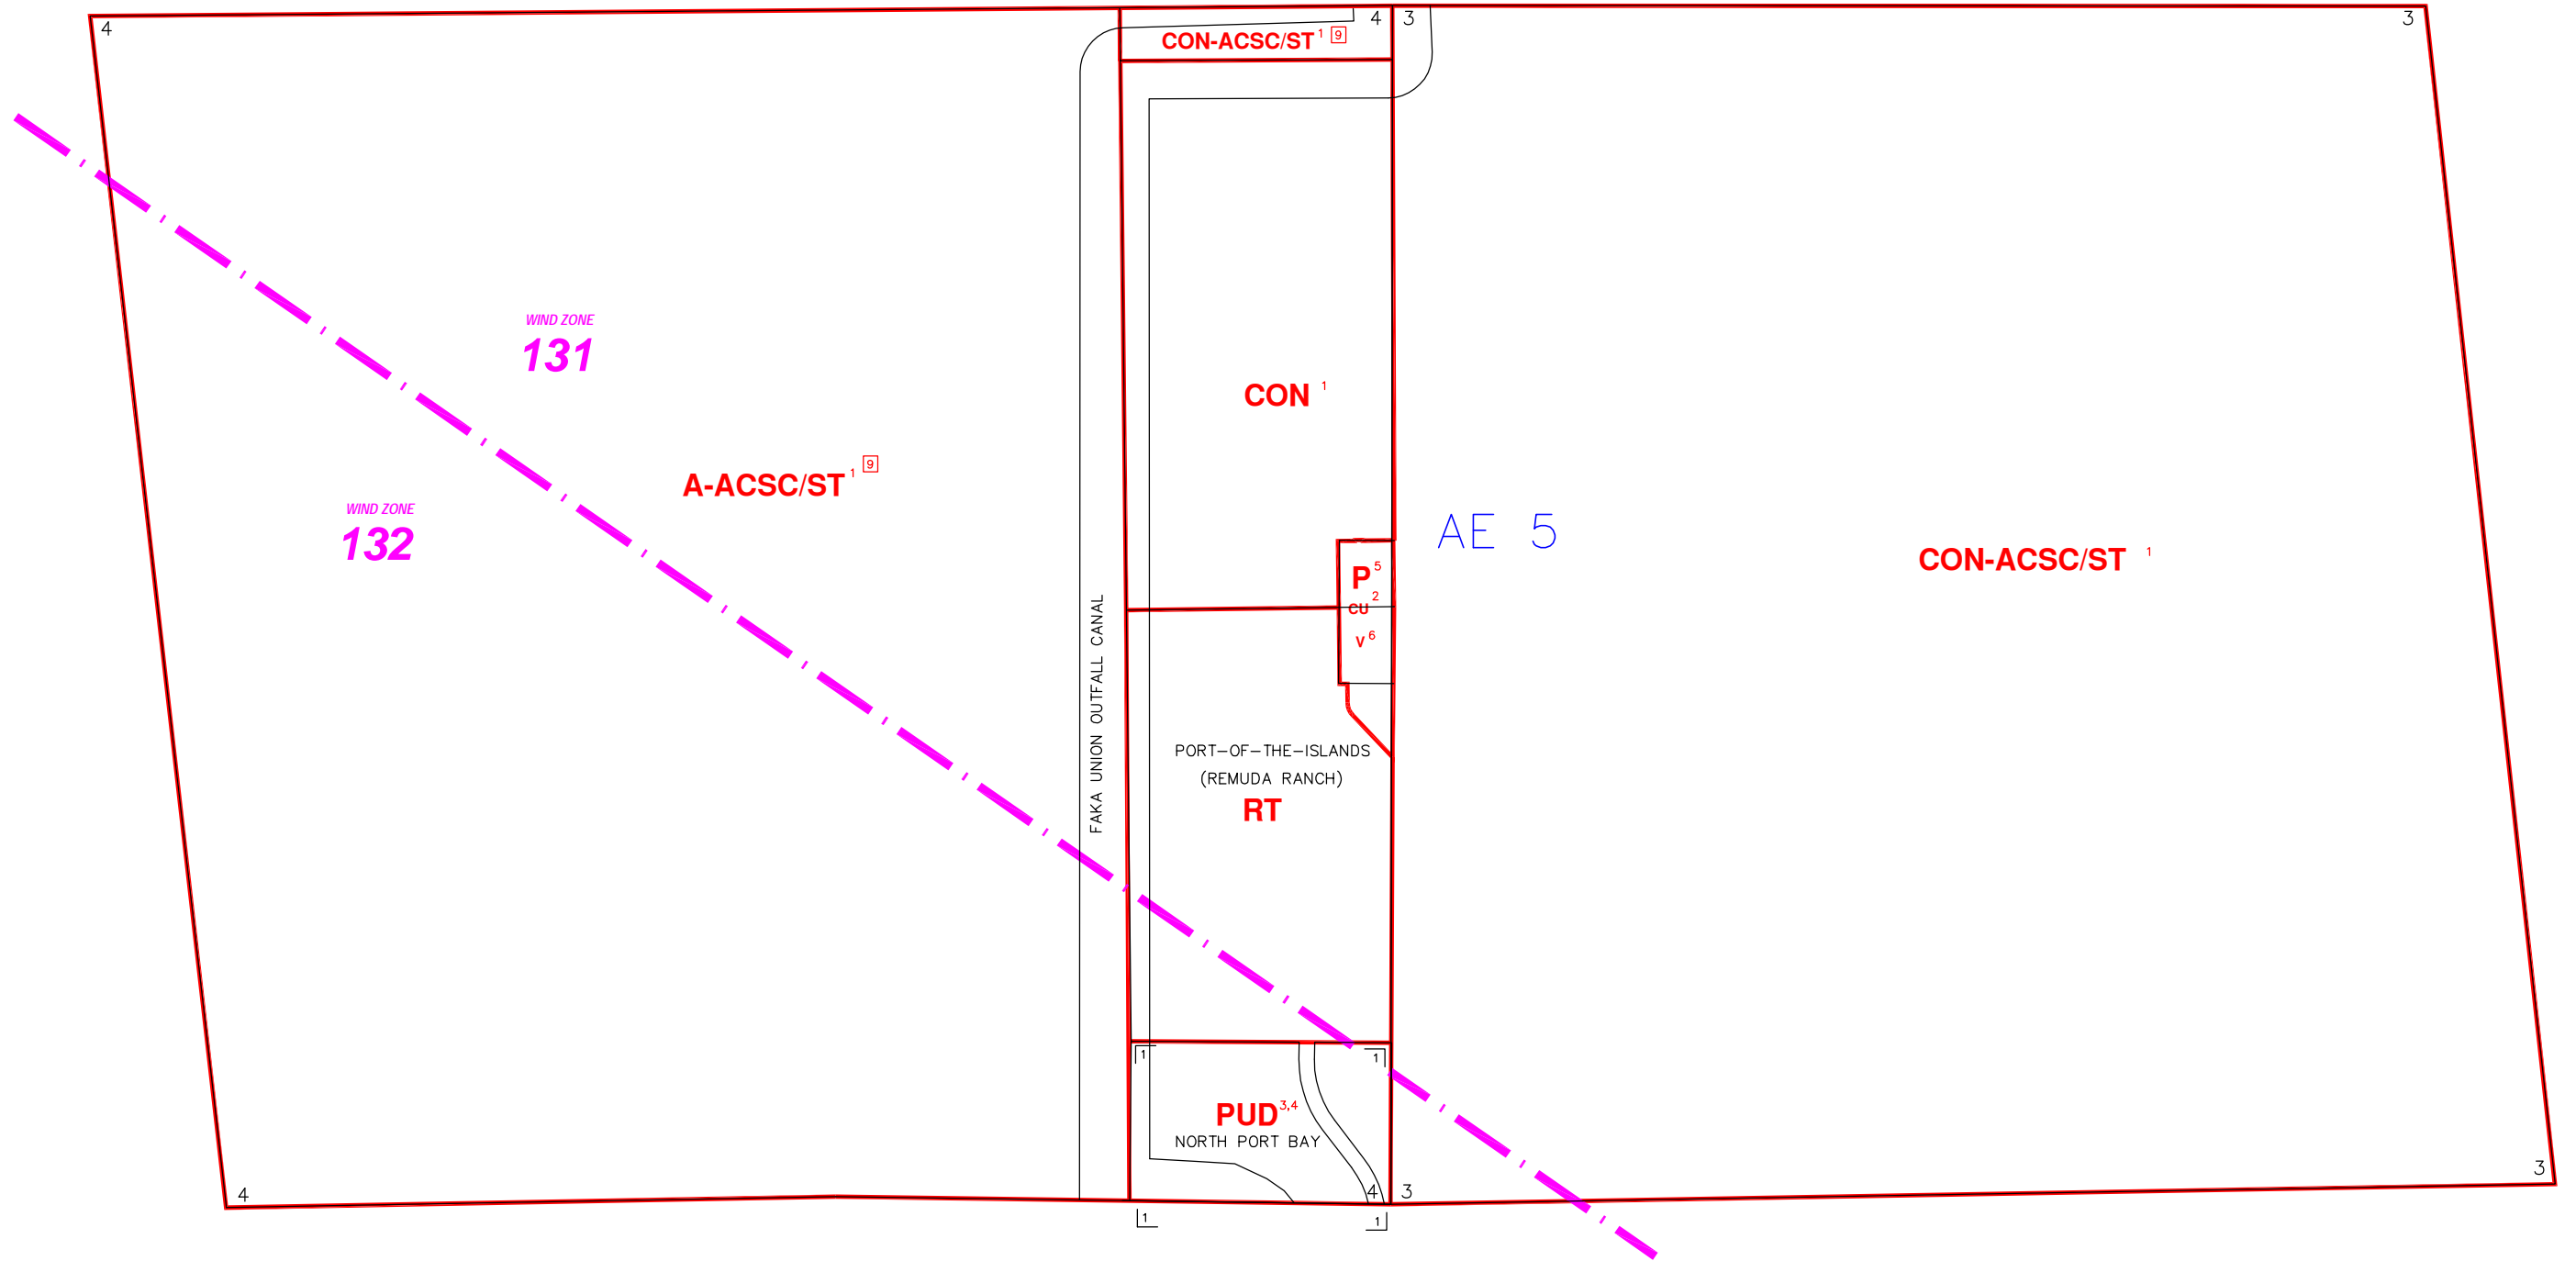 4
4 3
3
CON-ACSC/ST 1 9
WIND ZONE
131
CON 1
A-ACSC/ST 1 9
WIND ZONE
132
AE 5
CON-ACSC/ST 1
P 5
CU 2
V 6
FAKA UNION OUTFALL CANAL
PORT-OF-THE-ISLANDS
(REMUDA RANCH)
RT
1 1
PUD 3,4
NORTH PORT BAY
4
4 3
3
1 1